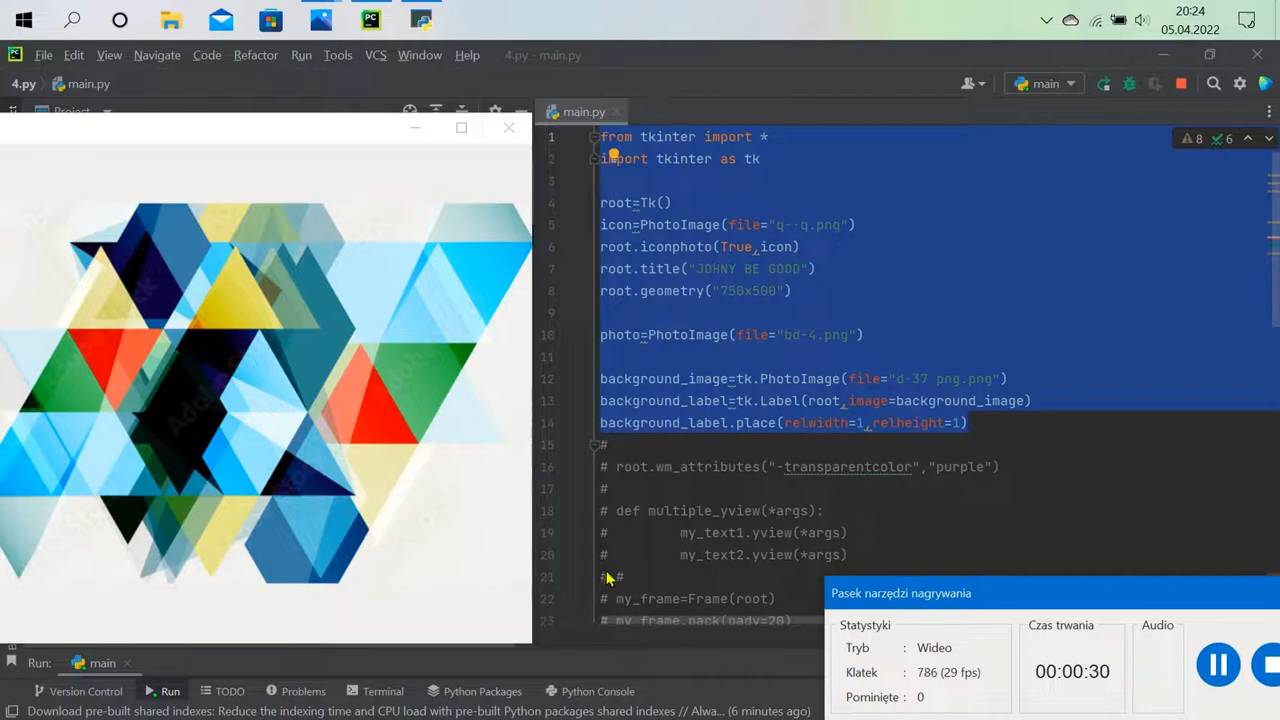 20:24
05.04.2022
File Edit View Navigate Code Refactor Run Tools VCS Window Help 4.py - main.py
4.py main.py main
Project main.py
8 6
1 from tkinter import *
2 import tkinter as tk
3
4 root=Tk()
5 icon=PhotoImage(file="q--q.png")
6 root.iconphoto(True,icon)
7 root.title("JOHNY BE GOOD")
8 root.geometry("750x500")
9
10 photo=PhotoImage(file="bd-4.png")
11
12 background_image=tk.PhotoImage(file="d-37 png.png")
13 background_label=tk.Label(root,image=background_image)
14 background_label.place(relwidth=1,relheight=1)
15 #
16 # root.wm_attributes("-transparentcolor","purple")
17 #
18 # def multiple_yview(*args):
19 # my_text1.yview(*args)
20 # my_text2.yview(*args)
21 # #
22 # my_frame=Frame(root)
23 # my_frame.pack(pady=20)
Pasek narzędzi nagrywania
Statystyki Czas trwania Audio
Tryb : Wideo
Klatek : 786 (29 fps)
Pominięte : 0
00:00:30
Run: main
Version Control Run TODO Problems Terminal Python Packages Python Console
Download pre-built shared indexes: Reduce the indexing time and CPU load with pre-built Python packages shared indexes // Alwa... (6 minutes ago)